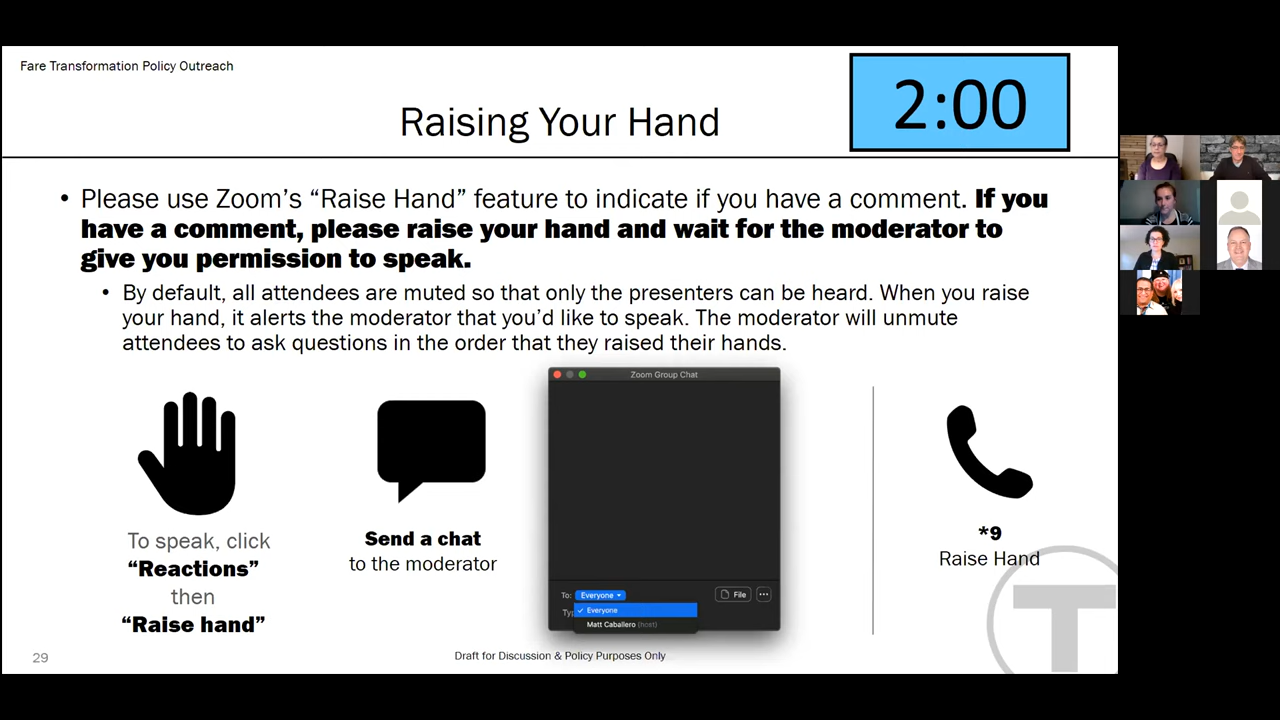 Fare Transformation Policy Outreach
2:00
Raising Your Hand
• Please use Zoom’s “Raise Hand” feature to indicate if you have a comment. If you
have a comment, please raise your hand and wait for the moderator to
give you permission to speak.
• By default, all attendees are muted so that only the presenters can be heard. When you raise
your hand, it alerts the moderator that you’d like to speak. The moderator will unmute
attendees to ask questions in the order that they raised their hands.
To speak, click
“Reactions”
then
“Raise hand”
Send a chat
to the moderator
Zoom Group Chat
To: Everyone
File
Ty
✓ Everyone
Matt Caballero (host)
*9
Raise Hand
T
29
Draft for Discussion & Policy Purposes Only